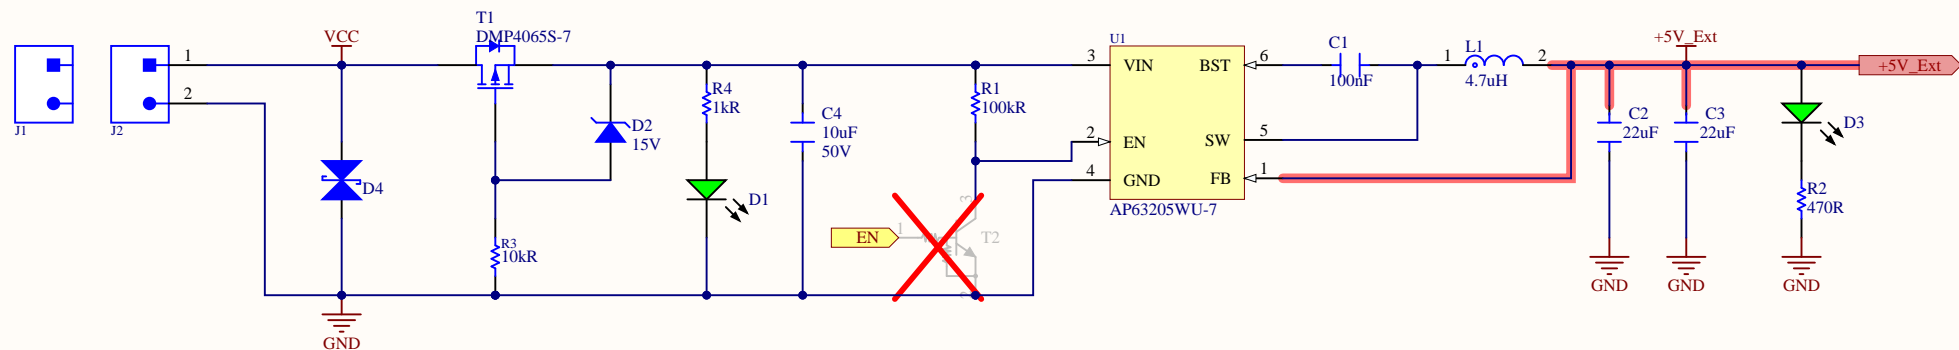 J1
J2
1
2
VCC
D4
GND
T1
DMP4065S-7
D2
15V
R3
10kR
R4
1kR
D1
C4
10uF
50V
R1
100kR
EN
1
3
T2
U1
3
VIN
2
EN
4
GND
BST
6
SW
5
FB
1
AP63205WU-7
C1
100nF
1
L1
2
4.7uH
+5V_Ext
+5V_Ext
C2
22uF
GND
C3
22uF
GND
D3
R2
470R
GND